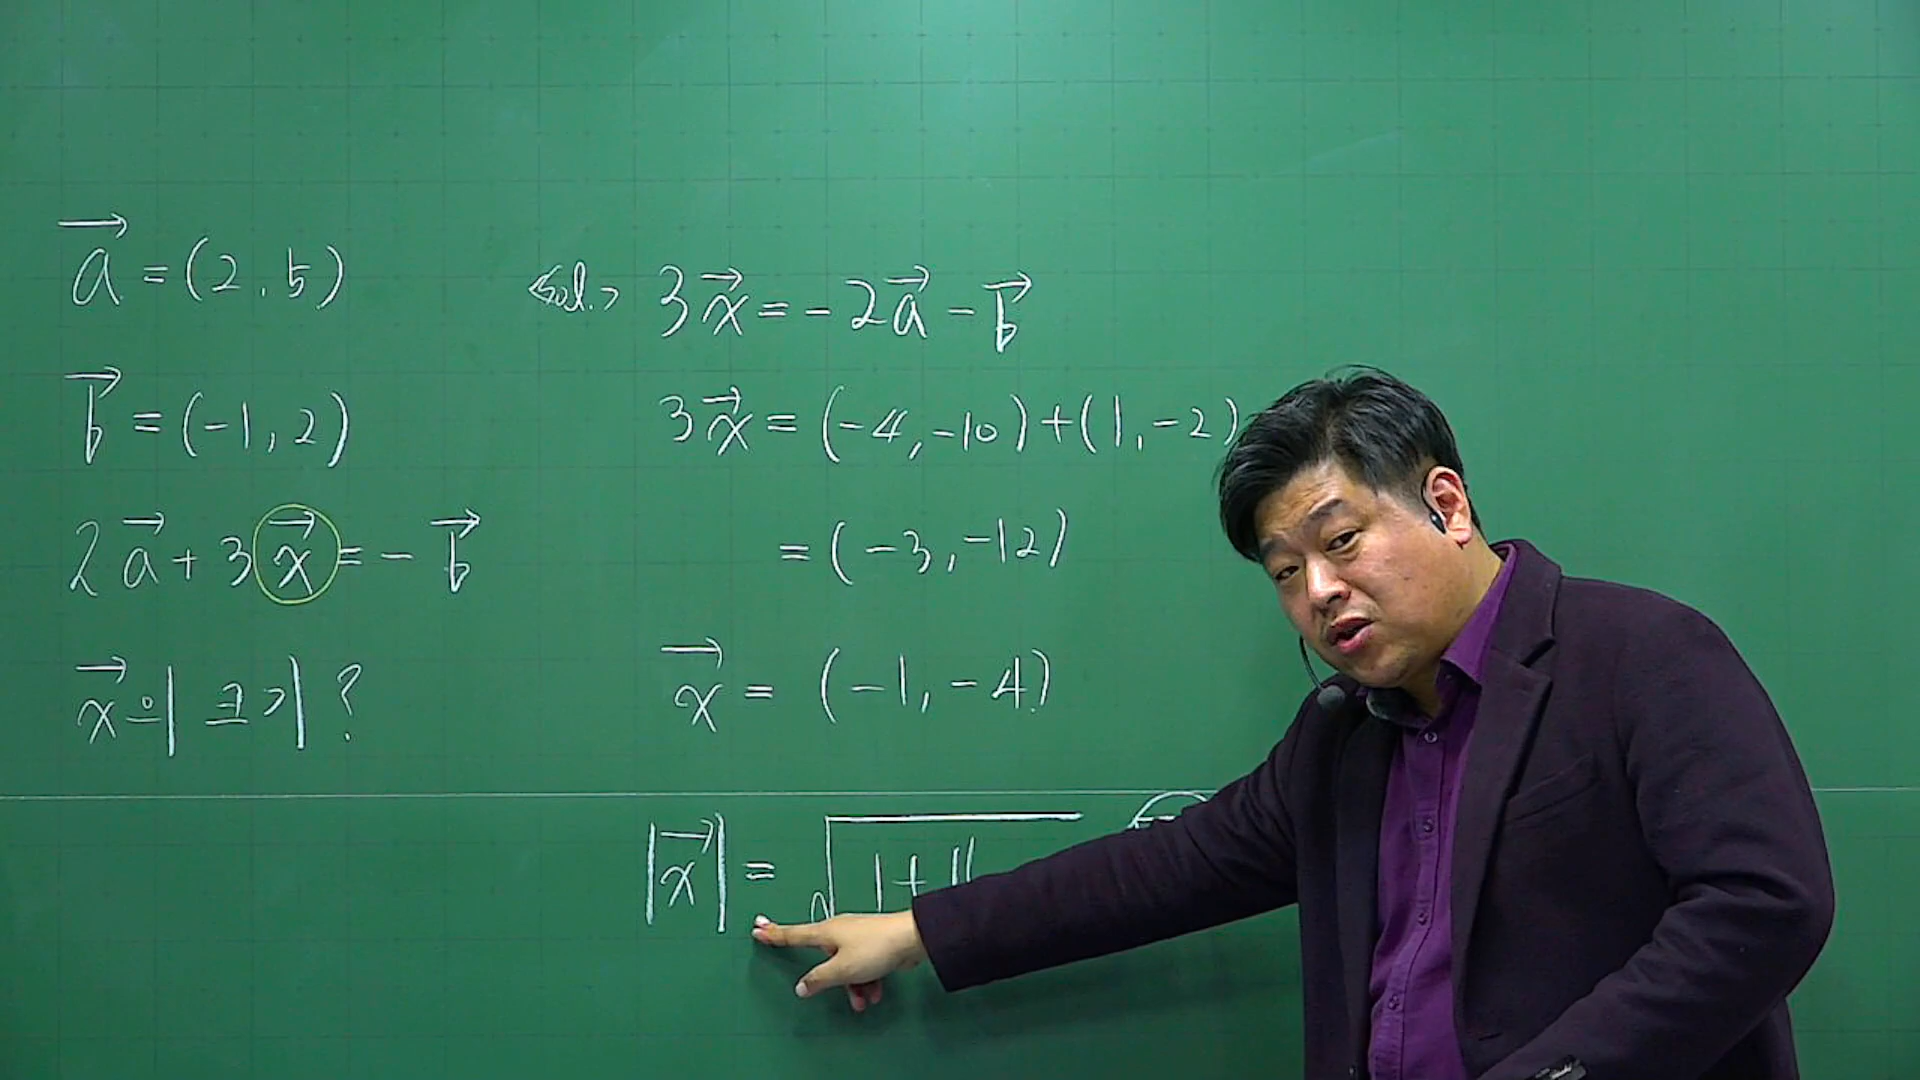 a⃗ = (2, 5)
b⃗ = (-1, 2)
2a⃗ + 3x⃗ = - b⃗
x⃗의 크기?
<sol.> 3x⃗ = - 2a⃗ - b⃗
3x⃗ = (-4, -10) + (1, -2)
= (-3, -12)
x⃗ = (-1, -4)
|x⃗| = √1+1